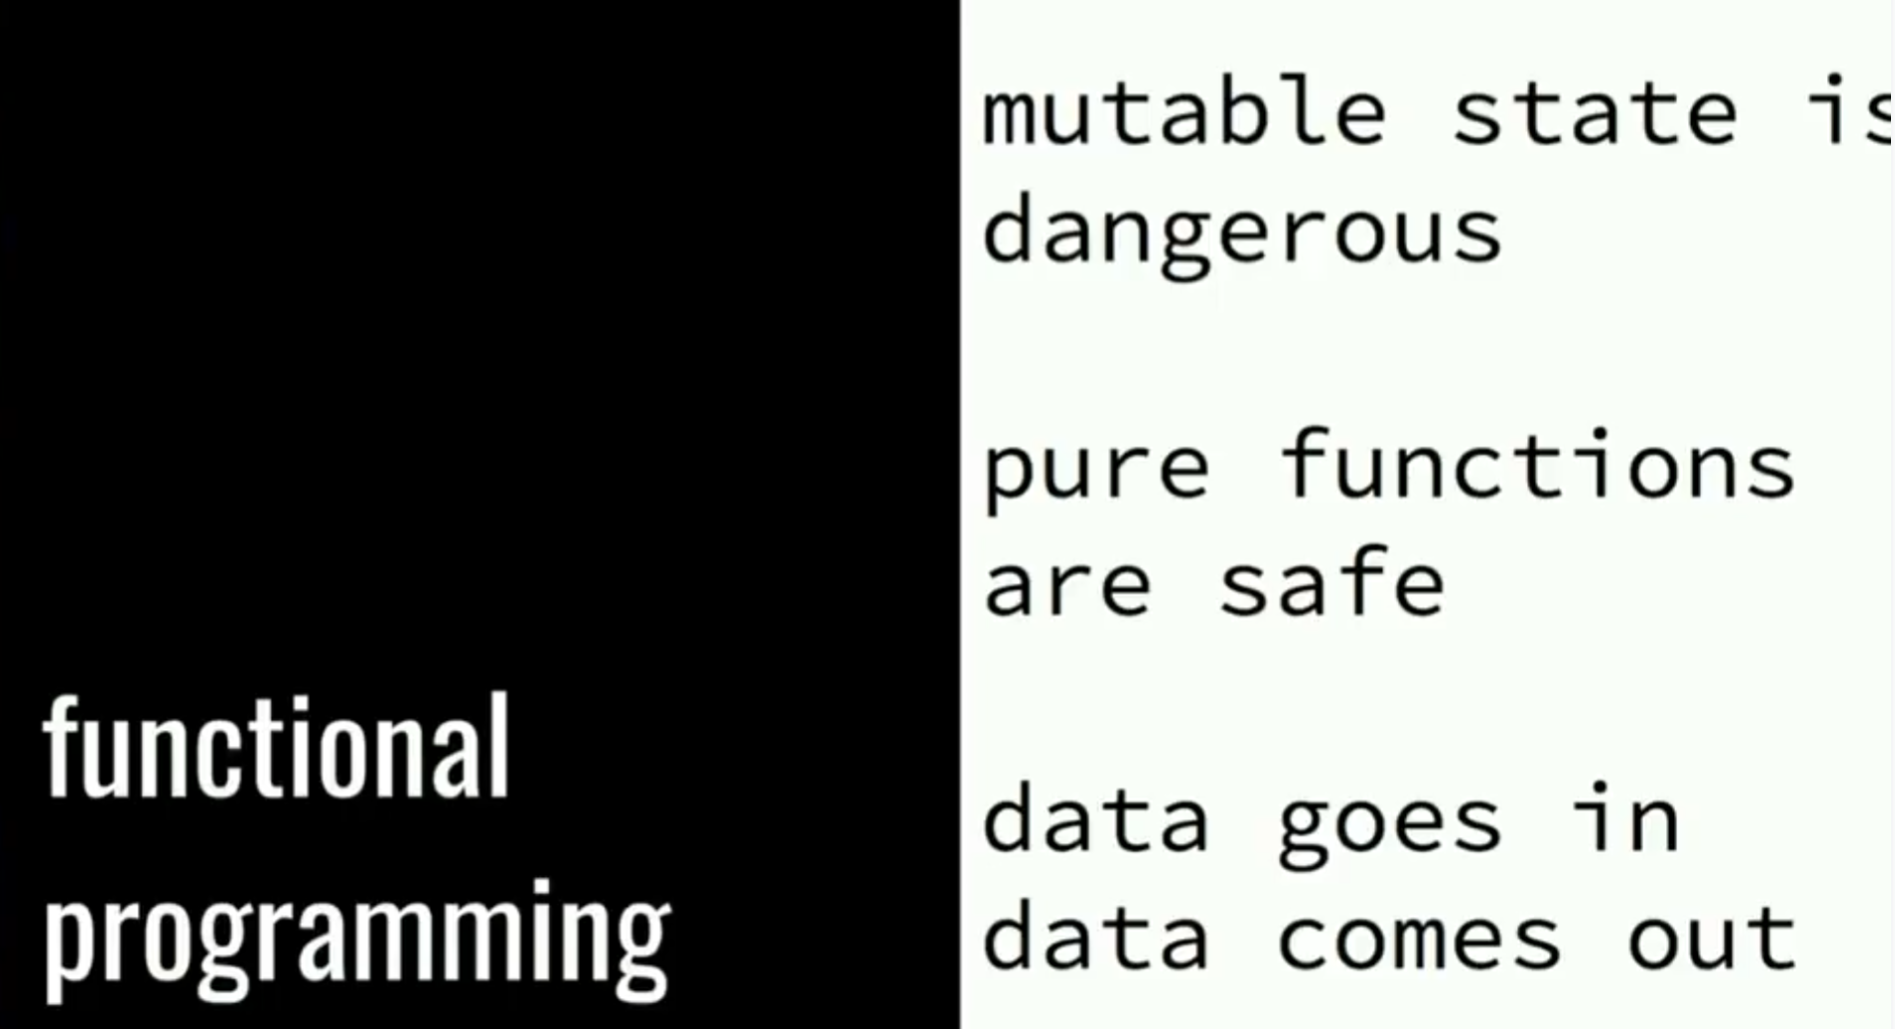 functional
programming
mutable state is
dangerous
pure functions
are safe
data goes in
data comes out